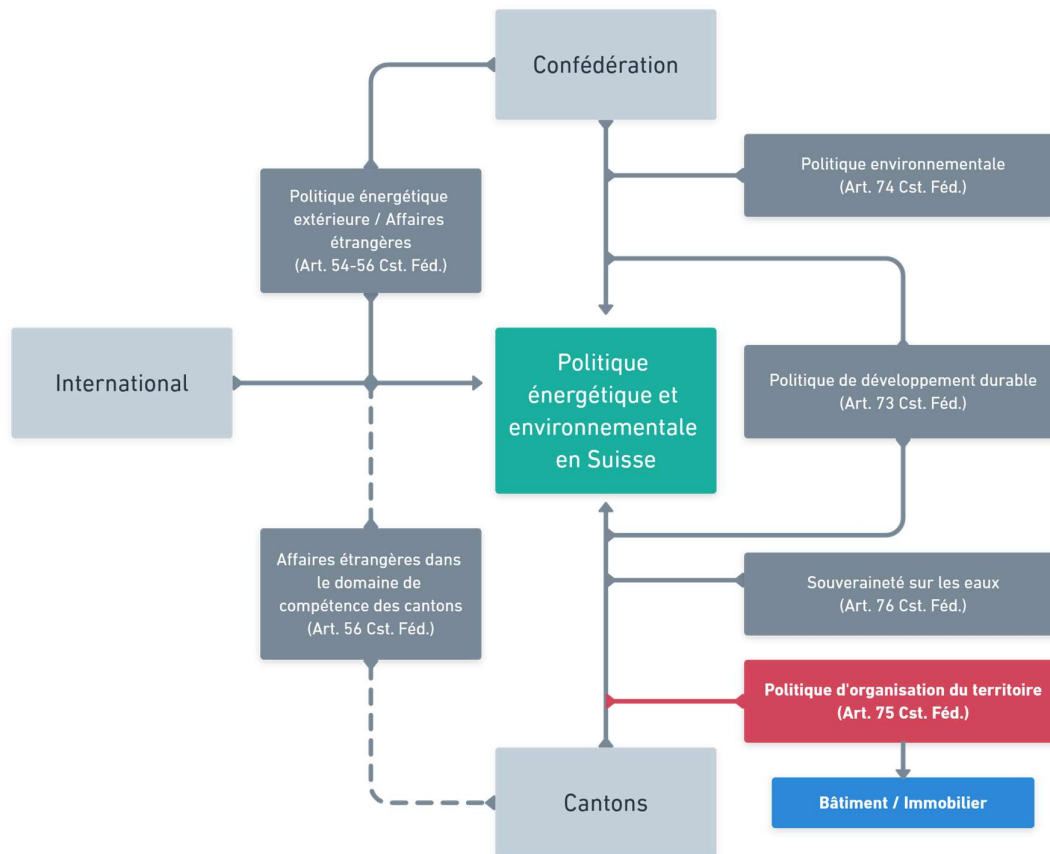 Confédération
Politique environnementale
(Art. 74 Cst. Féd.)
Politique énergétique
extérieure / Affaires
étrangères
(Art. 54-56 Cst. Féd.)
International
Politique
énergétique et
environnementale
en Suisse
Politique de développement durable
(Art. 73 Cst. Féd.)
Affaires étrangères dans
le domaine de
compétence des cantons
(Art. 56 Cst. Féd.)
Souveraineté sur les eaux
(Art. 76 Cst. Féd.)
Politique d'organisation du territoire
(Art. 75 Cst. Féd.)
Cantons
Bâtiment / Immobilier